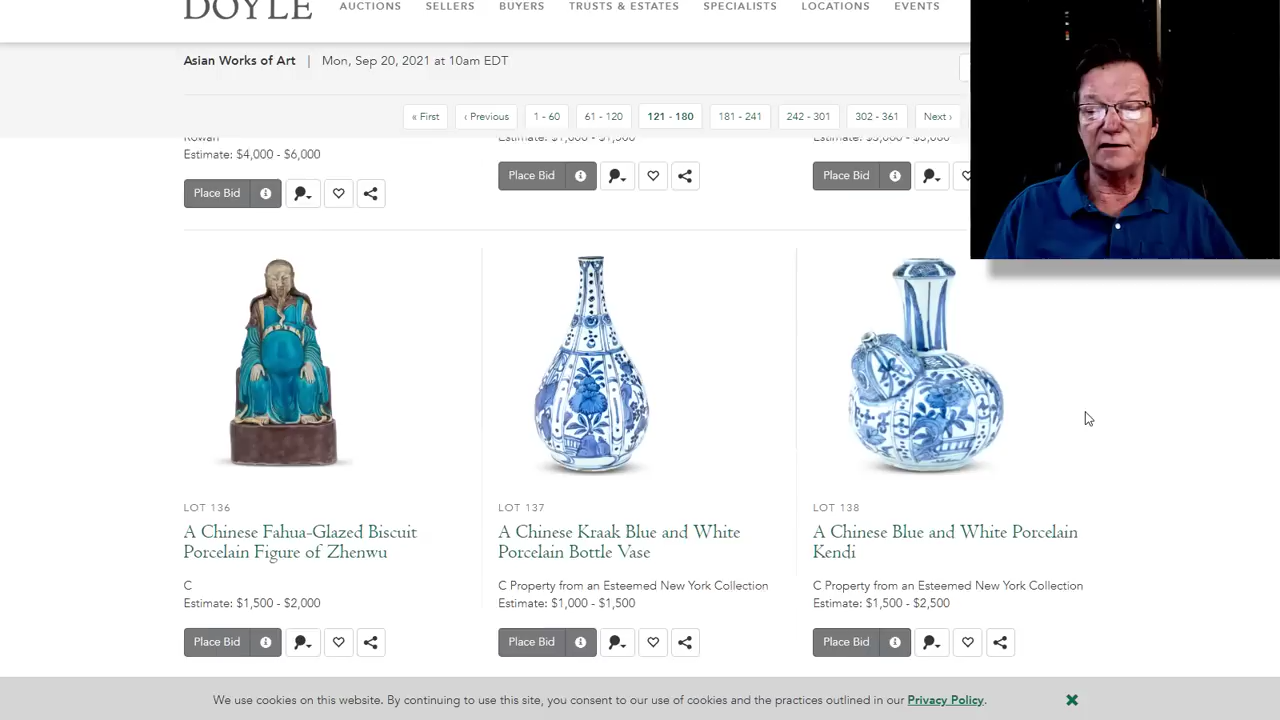 DOYLE
AUCTIONS SELLERS BUYERS TRUSTS & ESTATES SPECIALISTS LOCATIONS EVENTS
Asian Works of Art | Mon, Sep 20, 2021 at 10am EDT
« First ‹ Previous 1 - 60 61 - 120 121 - 180 181 - 241 242 - 301 302 - 361 Next ›
Rowan
Estimate: $4,000 - $6,000
Estimate: $1,000 - $1,500
Place Bid
Place Bid
Place Bid
LOT 136
A Chinese Fahua-Glazed Biscuit
Porcelain Figure of Zhenwu
C
Estimate: $1,500 - $2,000
Place Bid
LOT 137
A Chinese Kraak Blue and White
Porcelain Bottle Vase
C Property from an Esteemed New York Collection
Estimate: $1,000 - $1,500
Place Bid
LOT 138
A Chinese Blue and White Porcelain
Kendi
C Property from an Esteemed New York Collection
Estimate: $1,500 - $2,500
Place Bid
We use cookies on this website. By continuing to use this site, you consent to our use of cookies and the practices outlined in our Privacy Policy.